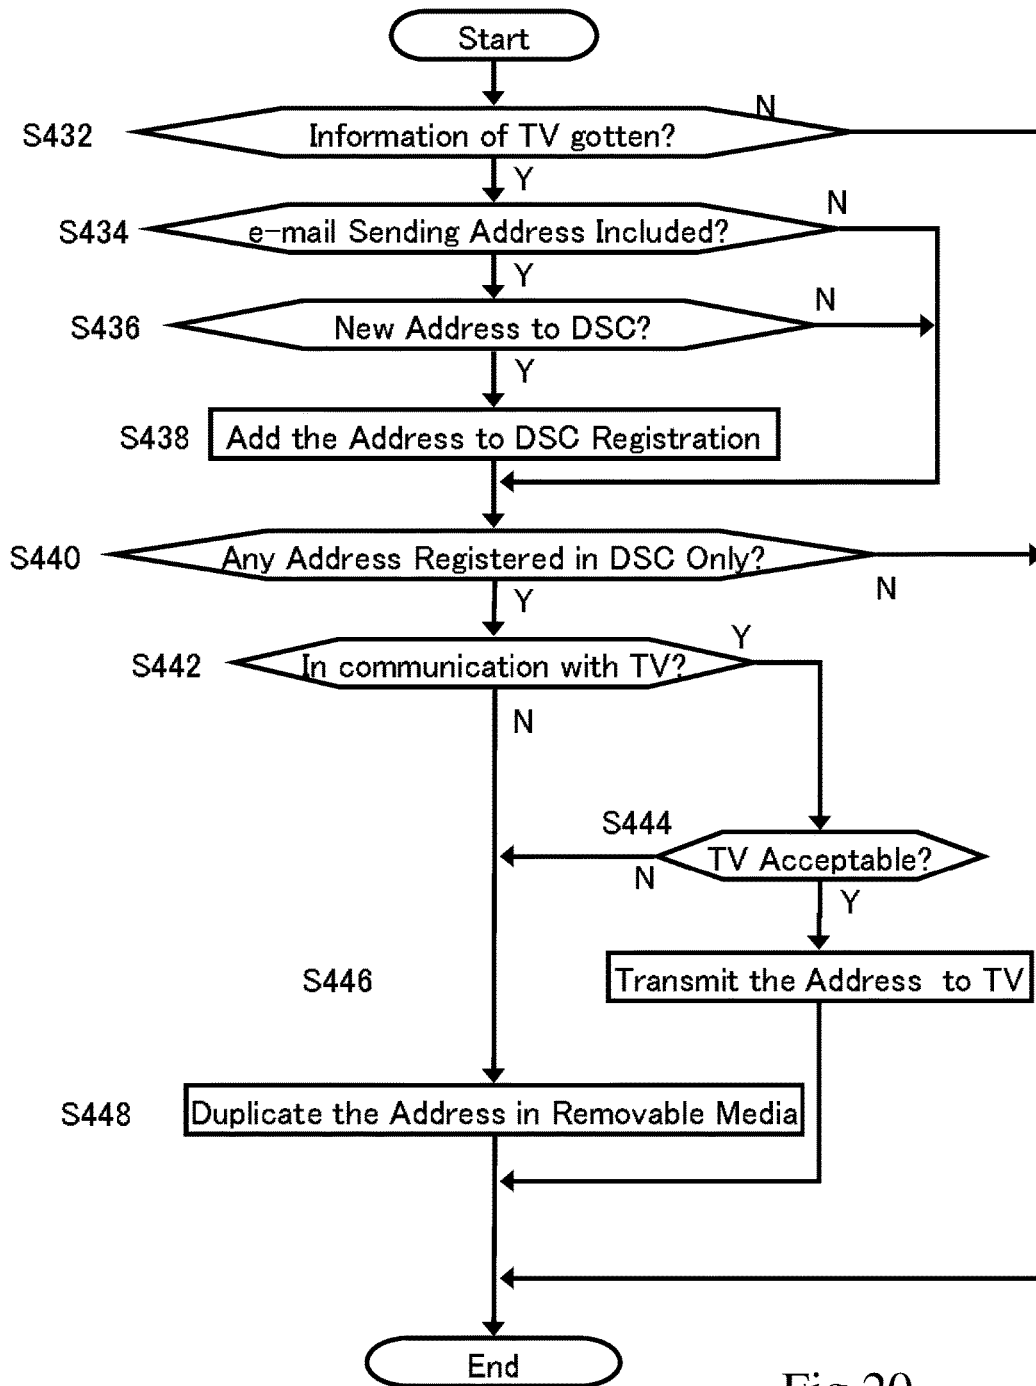 Start
N
S432 Information of TV gotten?
Y
N
S434 e-mail Sending Address Included?
Y
N
S436 New Address to DSC?
Y
S438 Add the Address to DSC Registration
S440 Any Address Registered in DSC Only?
Y
N
Y
S442 In communication with TV?
N
S444
TV Acceptable?
N
Y
S446 Transmit the Address to TV
S448 Duplicate the Address in Removable Media
End
Fig.20